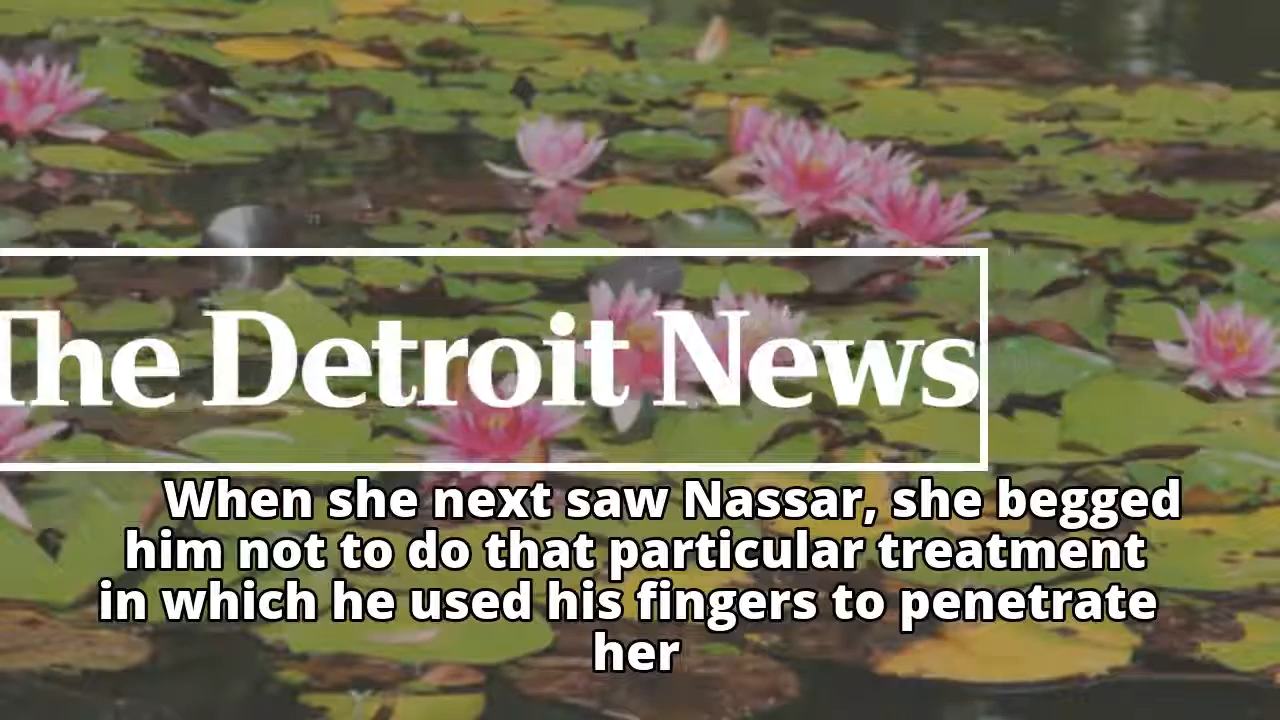 The Detroit News
When she next saw Nassar, she begged
him not to do that particular treatment
in which he used his fingers to penetrate
her